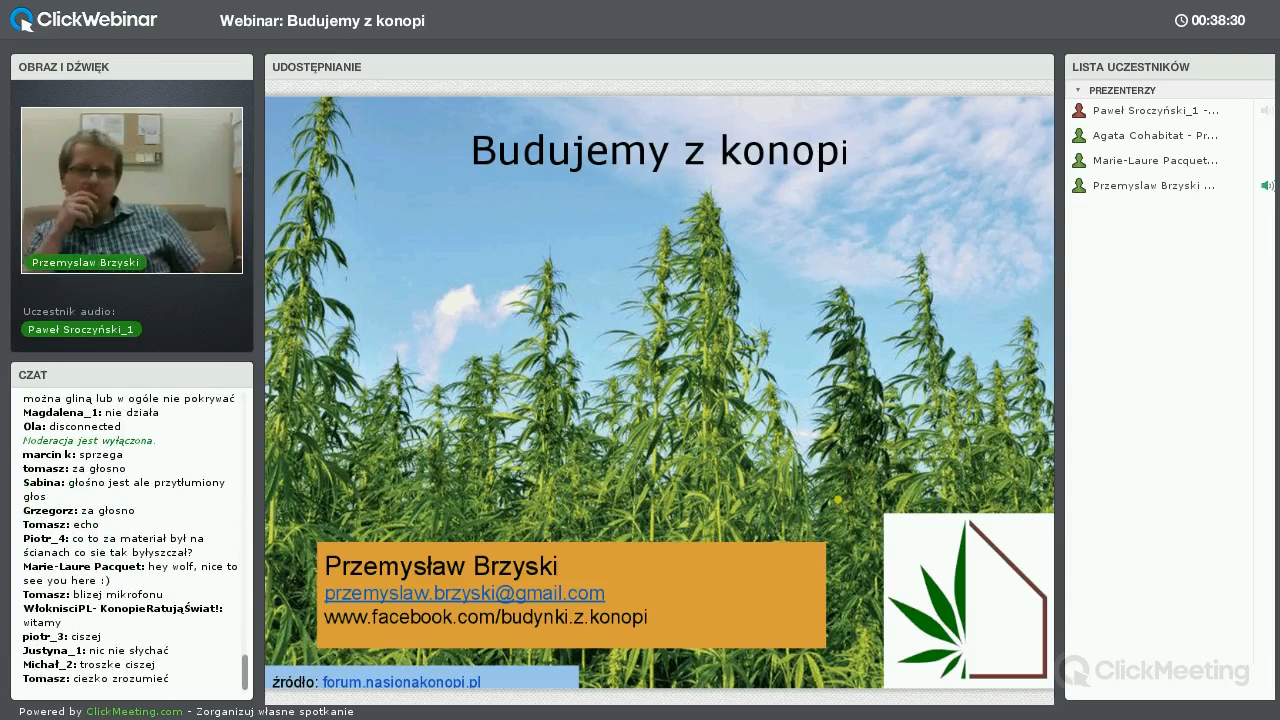 ClickWebinar
Webinar: Budujemy z konopi
00:38:30
OBRAZ I DŹWIĘK
Przemyslaw Brzyski
Uczestnik audio:
Paweł Sroczyński_1
CZAT
można gliną lub w ogóle nie pokrywać
Magdalena_1: nie działa
Ola: disconnected
Moderacja jest wyłączona.
marcin k: sprzega
tomasz: za głosno
Sabina: głośno jest ale przytłumiony
głos
Grzegorz: za głosno
Tomasz: echo
Piotr_4: co to za materiał był na
ścianach co sie tak byłyszczał?
Marie-Laure Pacquet: hey wolf, nice to
see you here :)
Tomasz: blizej mikrofonu
WłoknisciPL- KonopieRatująŚwiat!:
witamy
piotr_3: ciszej
Justyna_1: nic nie słychać
Michał_2: troszke ciszej
Tomasz: ciezko zrozumieć
UDOSTĘPNIANIE
Budujemy z konopi
Przemysław Brzyski
przemyslaw.brzyski@gmail.com
www.facebook.com/budynki.z.konopi
źródło: forum.nasionakonopi.pl
LISTA UCZESTNIKÓW
PREZENTERZY
Paweł Sroczyński_1 -...
Agata Cohabitat - Pr...
Marie-Laure Pacquet...
Przemyslaw Brzyski ...
ClickMeeting
Powered by ClickMeeting.com - Zorganizuj własne spotkanie